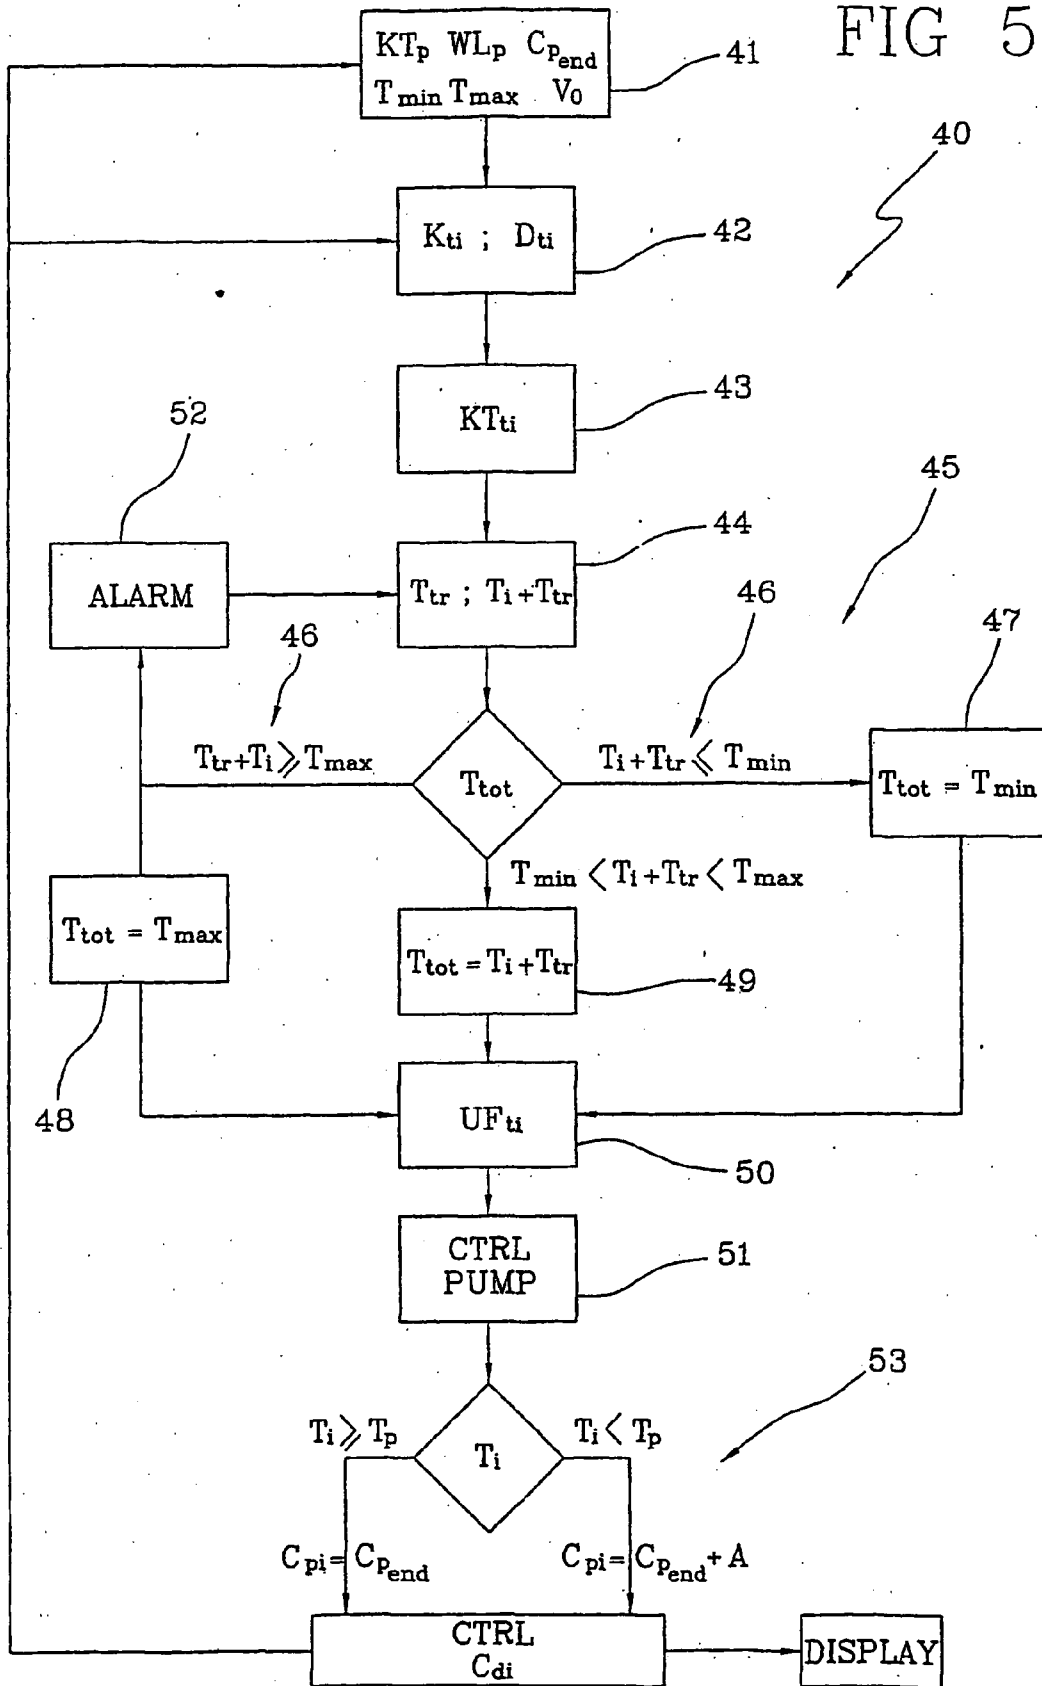 FIG 5
KTp WLp Cpend
Tmin Tmax V0
41
40
Kti ; Dti
42
KTti
43
52
45
44
ALARM
Ttr ; Ti+Ttr
46
46
47
Ttr+Ti ⩾ Tmax
Ttot
Ti+Ttr ⩽ Tmin
Ttot = Tmin
Tmin < Ti+Ttr < Tmax
Ttot = Tmax
Ttot = Ti+Ttr
49
48
UFti
50
CTRL
PUMP
51
53
Ti ⩾ Tp
Ti < Tp
Ti
Cpi = Cpend
Cpi = Cpend + A
CTRL
Cdi
DISPLAY